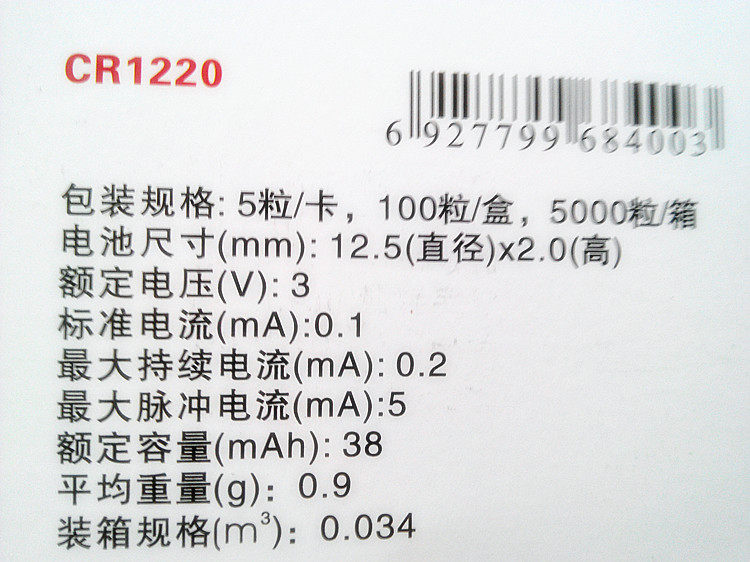 CR1220
6 927799 684003
包装规格: 5粒/卡，100粒/盒，5000粒/箱
电池尺寸(mm): 12.5(直径)x2.0(高)
额定电压(V): 3
标准电流(mA):0.1
最大持续电流(mA): 0.2
最大脉冲电流(mA):5
额定容量(mAh): 38
平均重量(g)：0.9
装箱规格(m³)：0.034